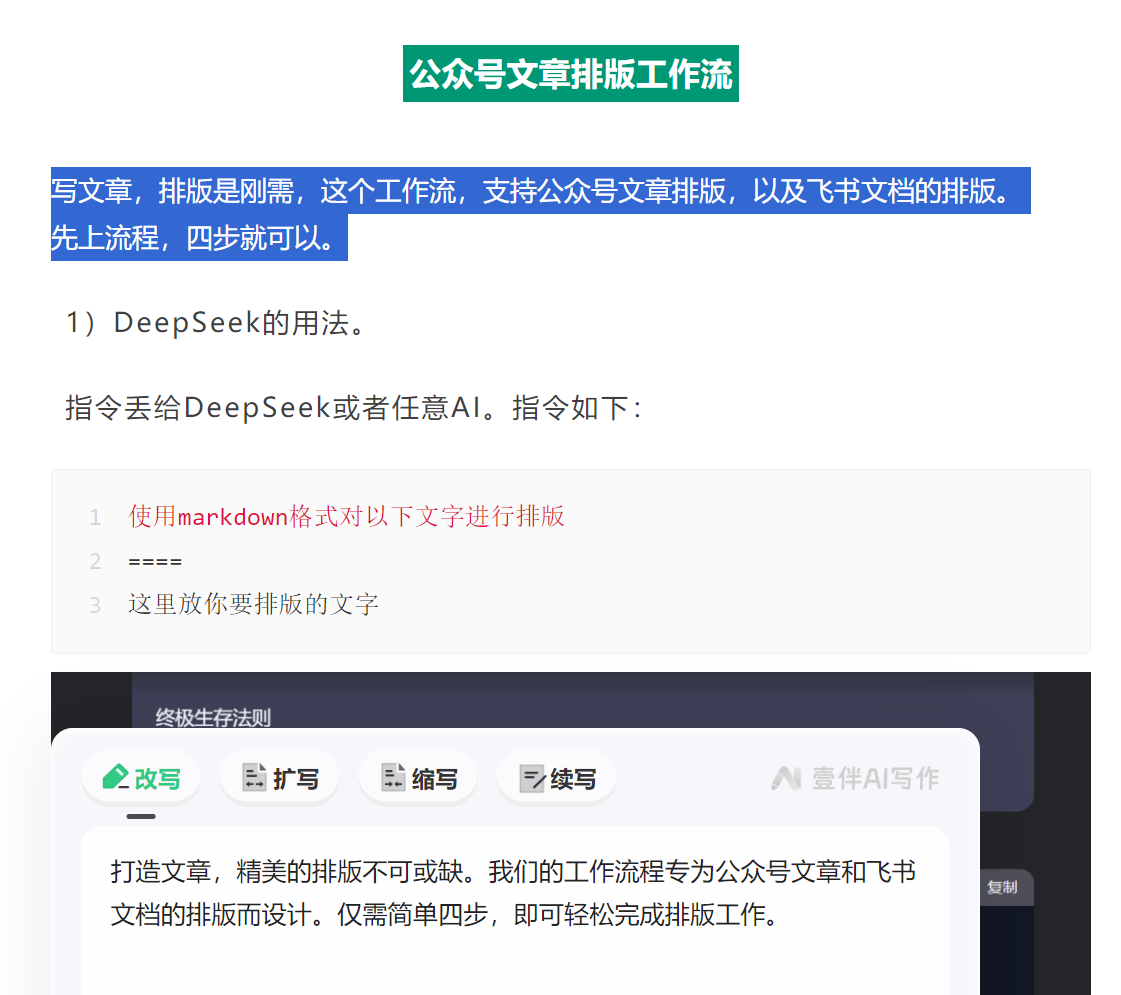 公众号文章排版工作流
写文章，排版是刚需，这个工作流，支持公众号文章排版，以及飞书文档的排版。
先上流程，四步就可以。
1）DeepSeek的用法。
指令丢给DeepSeek或者任意AI。指令如下：
1 使用markdown格式对以下文字进行排版
2 ====
3 这里放你要排版的文字
终极生存法则
改写 扩写 缩写 续写 壹伴AI写作
打造文章，精美的排版不可或缺。我们的工作流程专为公众号文章和飞书
复制
文档的排版而设计。仅需简单四步，即可轻松完成排版工作。